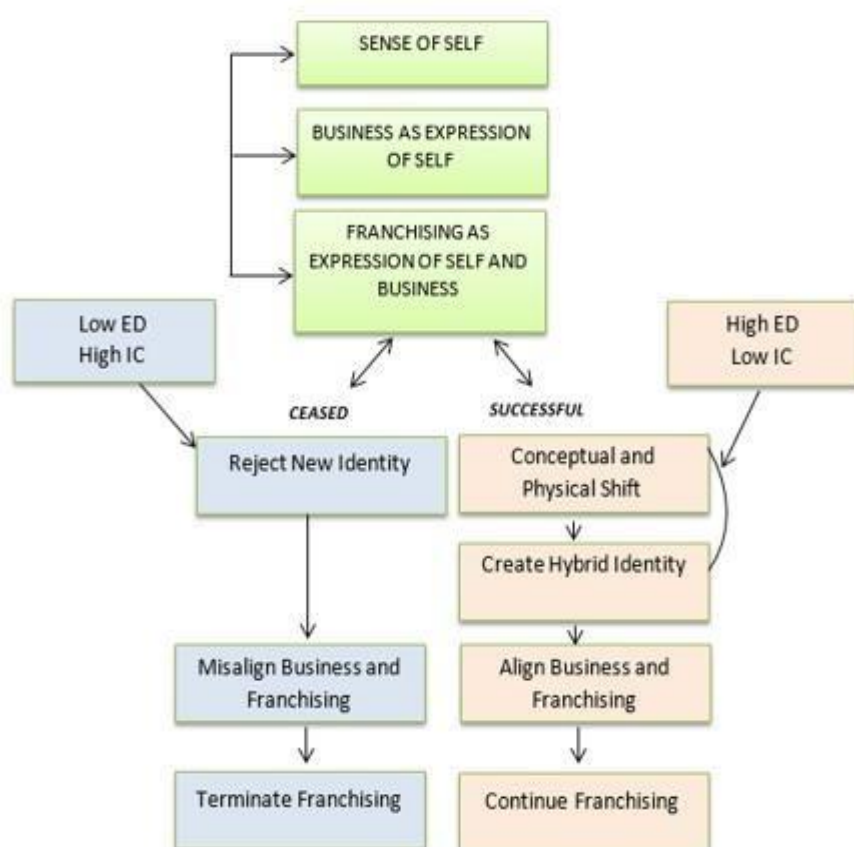 SENSE OF SELF
BUSINESS AS EXPRESSION
OF SELF
FRANCHISING AS
EXPRESSION OF SELF AND
BUSINESS
Low ED
High IC
High ED
Low IC
CEASED
SUCCESSFUL
Reject New Identity
Conceptual and
Physical Shift
Create Hybrid Identity
Misalign Business and
Franchising
Align Business and
Franchising
Terminate Franchising
Continue Franchising